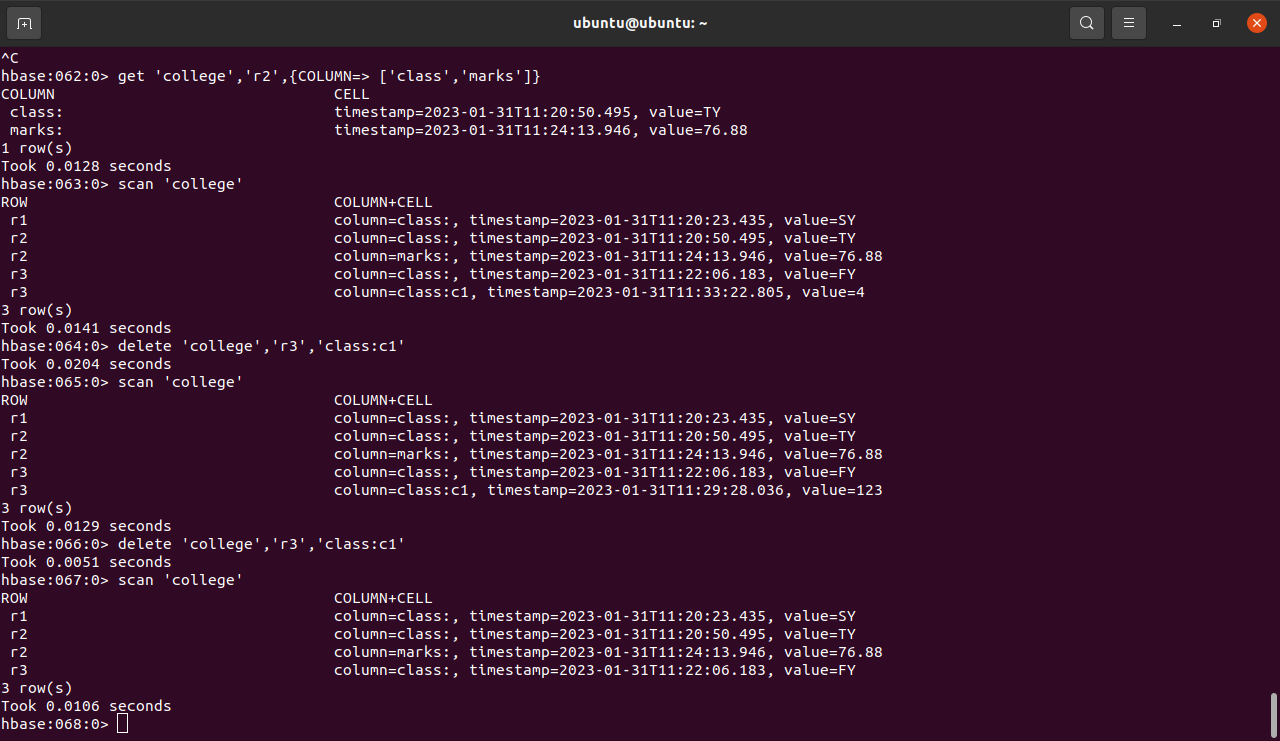 ubuntu@ubuntu: ~
^C
hbase:062:0> get 'college','r2',{COLUMN=> ['class','marks']}
COLUMN                               CELL
 class:                              timestamp=2023-01-31T11:20:50.495, value=TY
 marks:                              timestamp=2023-01-31T11:24:13.946, value=76.88
1 row(s)
Took 0.0128 seconds
hbase:063:0> scan 'college'
ROW                                  COLUMN+CELL
 r1                                  column=class:, timestamp=2023-01-31T11:20:23.435, value=SY
 r2                                  column=class:, timestamp=2023-01-31T11:20:50.495, value=TY
 r2                                  column=marks:, timestamp=2023-01-31T11:24:13.946, value=76.88
 r3                                  column=class:, timestamp=2023-01-31T11:22:06.183, value=FY
 r3                                  column=class:c1, timestamp=2023-01-31T11:33:22.805, value=4
3 row(s)
Took 0.0141 seconds
hbase:064:0> delete 'college','r3','class:c1'
Took 0.0204 seconds
hbase:065:0> scan 'college'
ROW                                  COLUMN+CELL
 r1                                  column=class:, timestamp=2023-01-31T11:20:23.435, value=SY
 r2                                  column=class:, timestamp=2023-01-31T11:20:50.495, value=TY
 r2                                  column=marks:, timestamp=2023-01-31T11:24:13.946, value=76.88
 r3                                  column=class:, timestamp=2023-01-31T11:22:06.183, value=FY
 r3                                  column=class:c1, timestamp=2023-01-31T11:29:28.036, value=123
3 row(s)
Took 0.0129 seconds
hbase:066:0> delete 'college','r3','class:c1'
Took 0.0051 seconds
hbase:067:0> scan 'college'
ROW                                  COLUMN+CELL
 r1                                  column=class:, timestamp=2023-01-31T11:20:23.435, value=SY
 r2                                  column=class:, timestamp=2023-01-31T11:20:50.495, value=TY
 r2                                  column=marks:, timestamp=2023-01-31T11:24:13.946, value=76.88
 r3                                  column=class:, timestamp=2023-01-31T11:22:06.183, value=FY
3 row(s)
Took 0.0106 seconds
hbase:068:0>